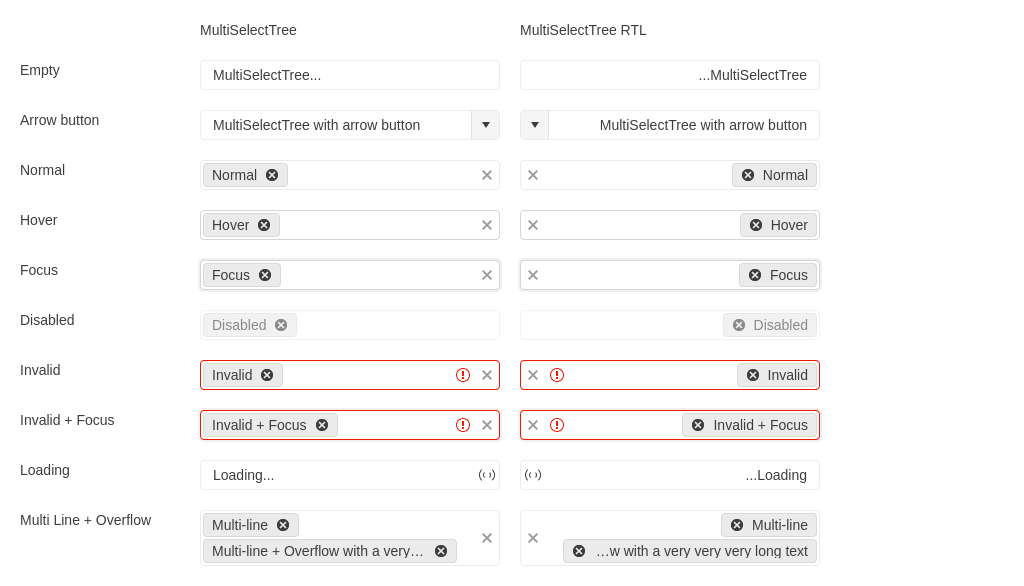 MultiSelectTree MultiSelectTree RTL
Empty MultiSelectTree... ...MultiSelectTree
Arrow button MultiSelectTree with arrow button MultiSelectTree with arrow button
Normal Normal Normal
Hover Hover Hover
Focus Focus Focus
Disabled Disabled Disabled
Invalid Invalid Invalid
Invalid + Focus Invalid + Focus Invalid + Focus
Loading Loading... ...Loading
Multi Line + Overflow Multi-line Multi-line
Multi-line + Overflow with a very… …w with a very very very long text